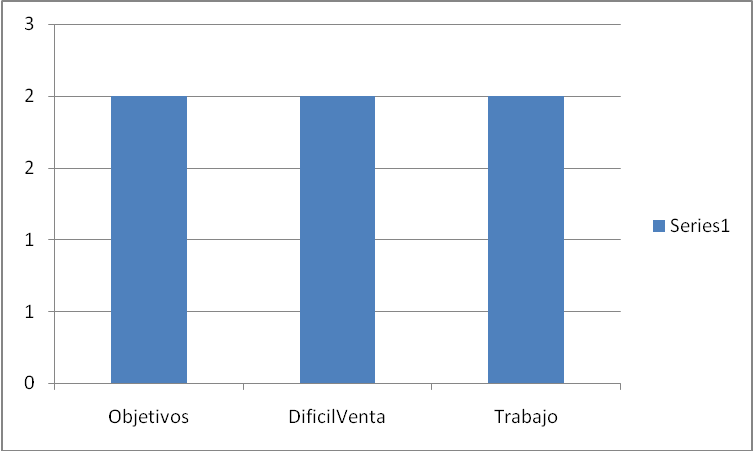 3
2
2
1
1
0
Objetivos
DificilVenta
Trabajo
Series1